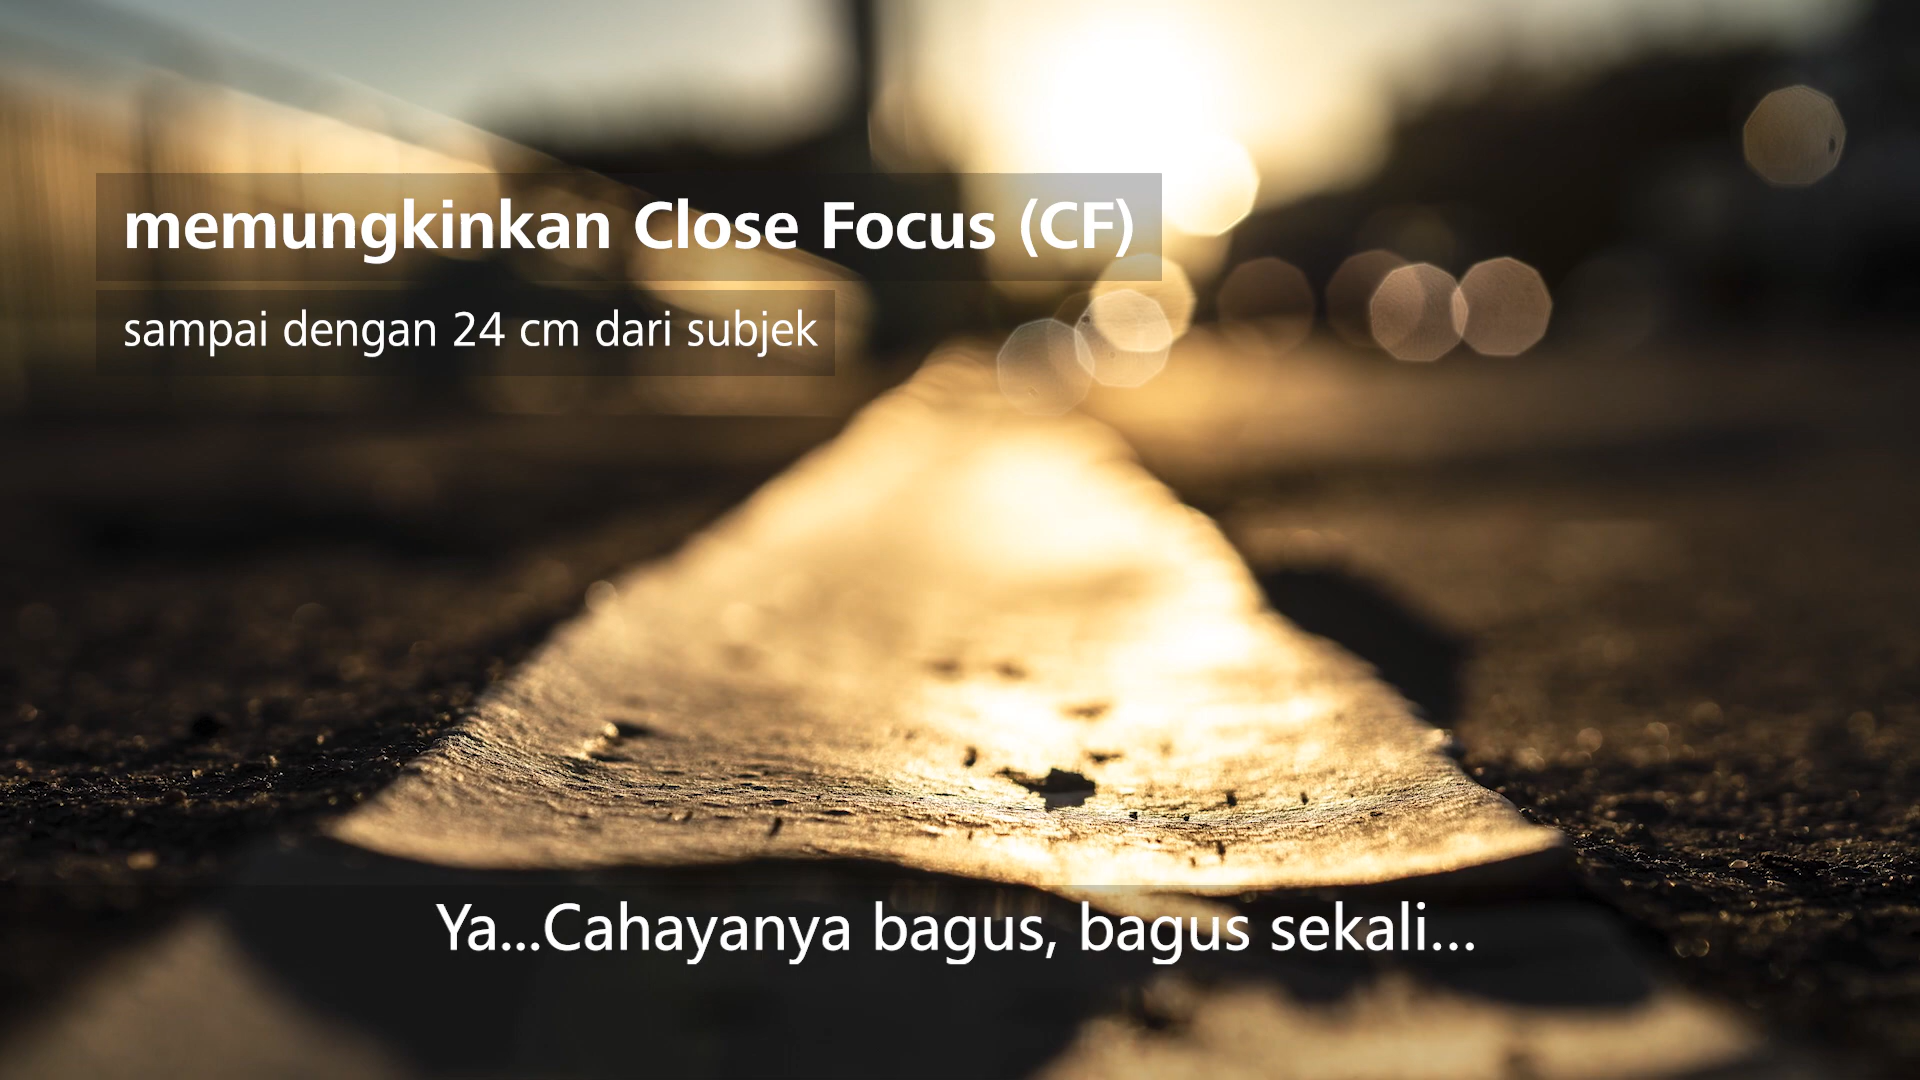 memungkinkan Close Focus (CF)
sampai dengan 24 cm dari subjek
Ya...Cahayanya bagus, bagus sekali...